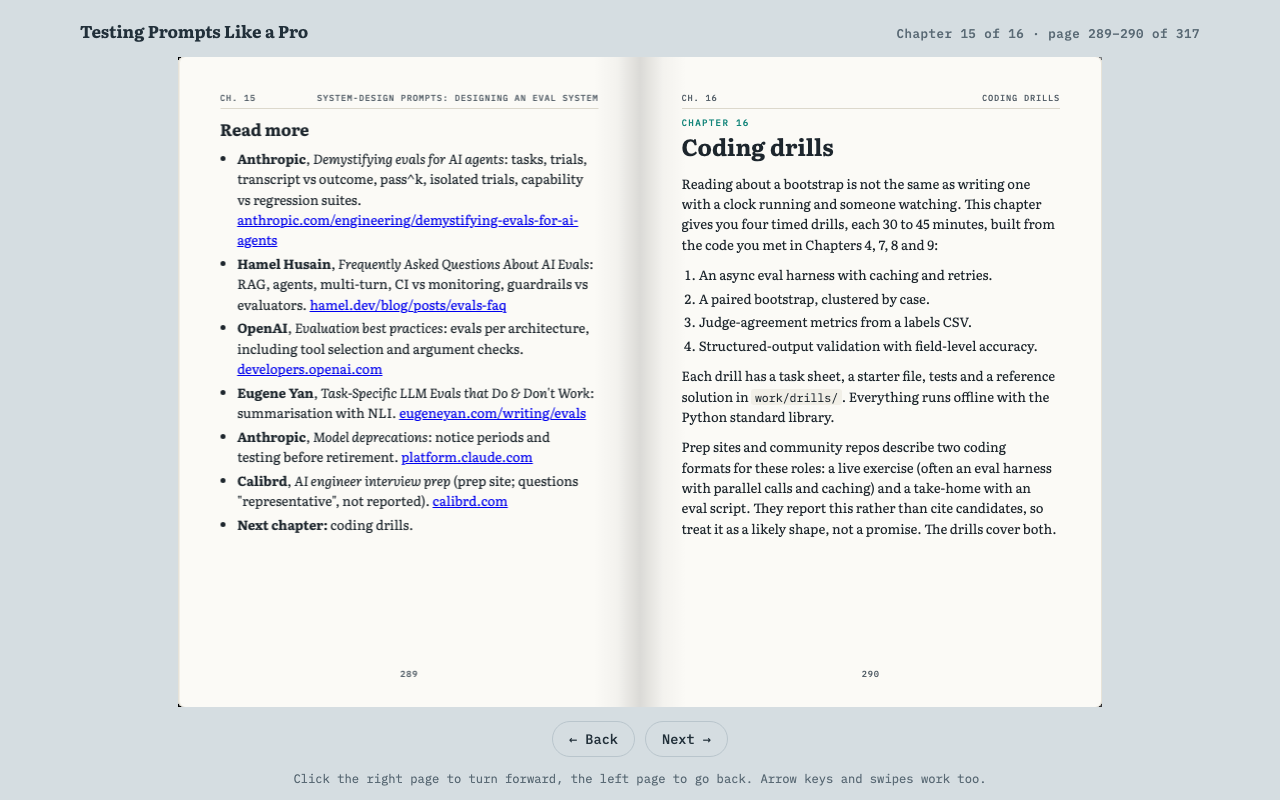 Testing Prompts Like a Pro
Chapter 15 of 16 · page 289–290 of 317
CH. 15
SYSTEM-DESIGN PROMPTS: DESIGNING AN EVAL SYSTEM
Read more
• Anthropic, Demystifying evals for AI agents: tasks, trials,
transcript vs outcome, pass^k, isolated trials, capability
vs regression suites.
anthropic.com/engineering/demystifying-evals-for-ai-
agents
• Hamel Husain, Frequently Asked Questions About AI Evals:
RAG, agents, multi-turn, CI vs monitoring, guardrails vs
evaluators. hamel.dev/blog/posts/evals-faq
• OpenAI, Evaluation best practices: evals per architecture,
including tool selection and argument checks.
developers.openai.com
• Eugene Yan, Task-Specific LLM Evals that Do & Don't Work:
summarisation with NLI. eugeneyan.com/writing/evals
• Anthropic, Model deprecations: notice periods and
testing before retirement. platform.claude.com
• Calibrd, AI engineer interview prep (prep site; questions
"representative", not reported). calibrd.com
• Next chapter: coding drills.
289
CH. 16
CODING DRILLS
CHAPTER 16
Coding drills
Reading about a bootstrap is not the same as writing one
with a clock running and someone watching. This chapter
gives you four timed drills, each 30 to 45 minutes, built from
the code you met in Chapters 4, 7, 8 and 9:
1. An async eval harness with caching and retries.
2. A paired bootstrap, clustered by case.
3. Judge-agreement metrics from a labels CSV.
4. Structured-output validation with field-level accuracy.
Each drill has a task sheet, a starter file, tests and a reference
solution in work/drills/. Everything runs offline with the
Python standard library.
Prep sites and community repos describe two coding
formats for these roles: a live exercise (often an eval harness
with parallel calls and caching) and a take-home with an
eval script. They report this rather than cite candidates, so
treat it as a likely shape, not a promise. The drills cover both.
290
← Back
Next →
Click the right page to turn forward, the left page to go back. Arrow keys and swipes work too.